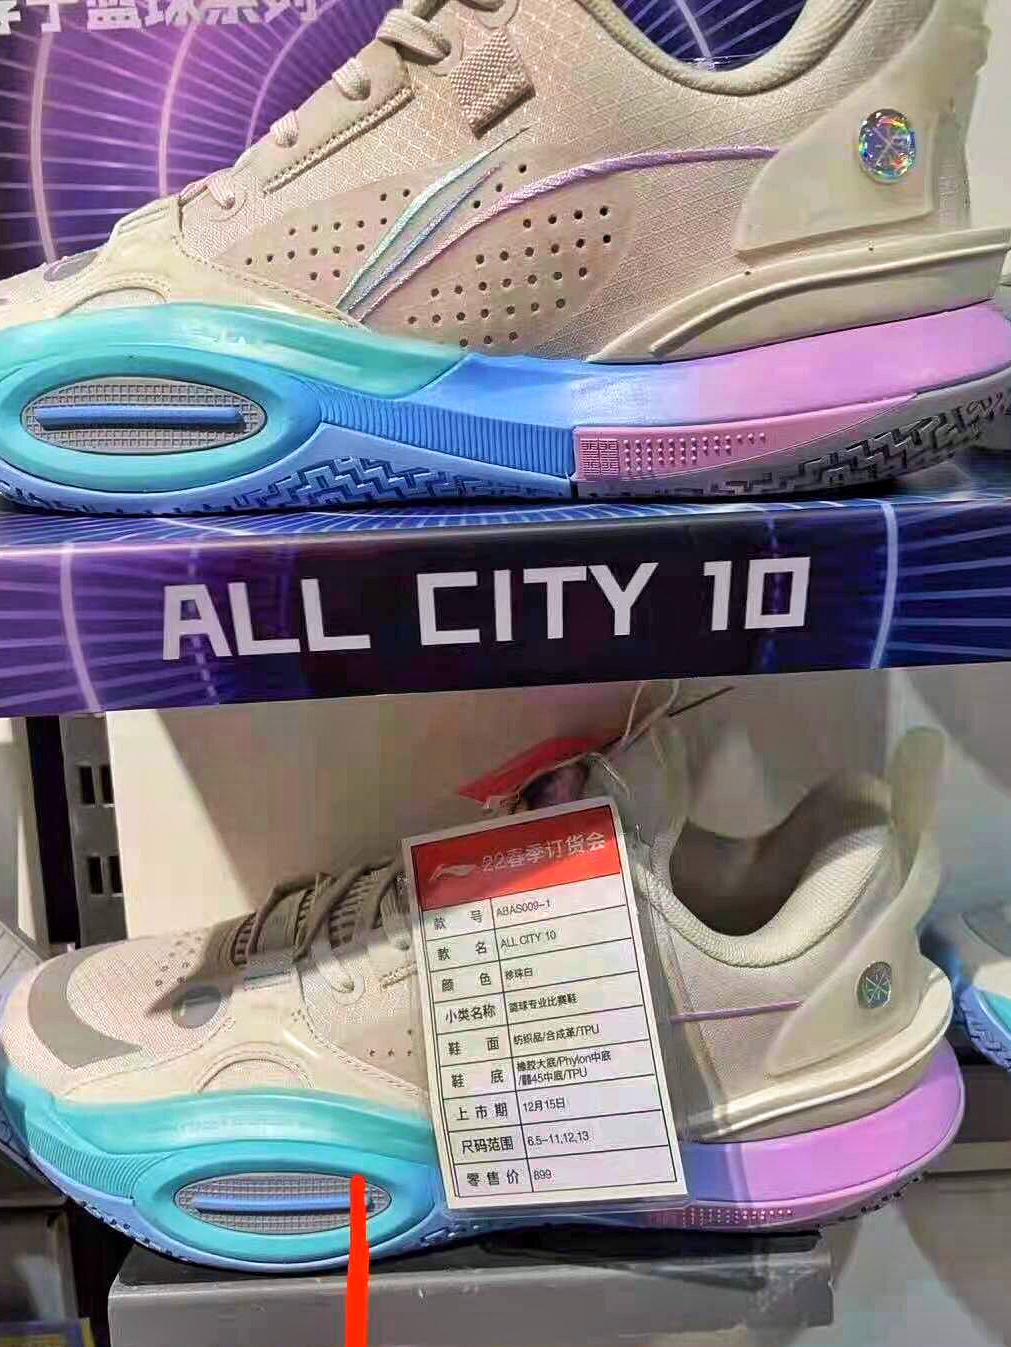 篮球系列
ALL CITY 10
22春季订货会
款 号 ABAS009-1
款 名 ALL CITY 10
颜 色 珍珠白
小类名称 篮球专业比赛鞋
鞋 面 纺织品/合成革/TPU
鞋 底 橡胶大底/Phylon中底
/䨻45中底/TPU
上市期 12月15日
尺码范围 6.5-11,12,13
零售价 899